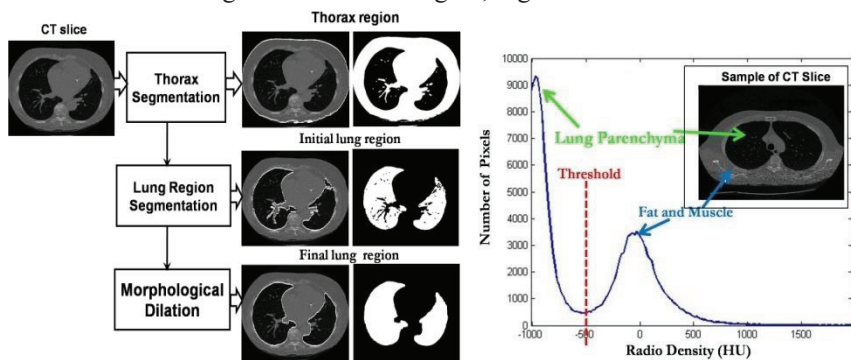 CT slice
Thorax
Segmentation
Thorax region
Lung Region
Segmentation
Initial lung region
Morphological
Dilation
Final lung region
Number of Pixels
10000
9000
8000
7000
6000
5000
4000
3000
2000
1000
0
-1000
-500
0
500
1000
1500
Radio Density (HU)
Lung Parenchyma
Threshold
Fat and Muscle
Sample of CT Slice